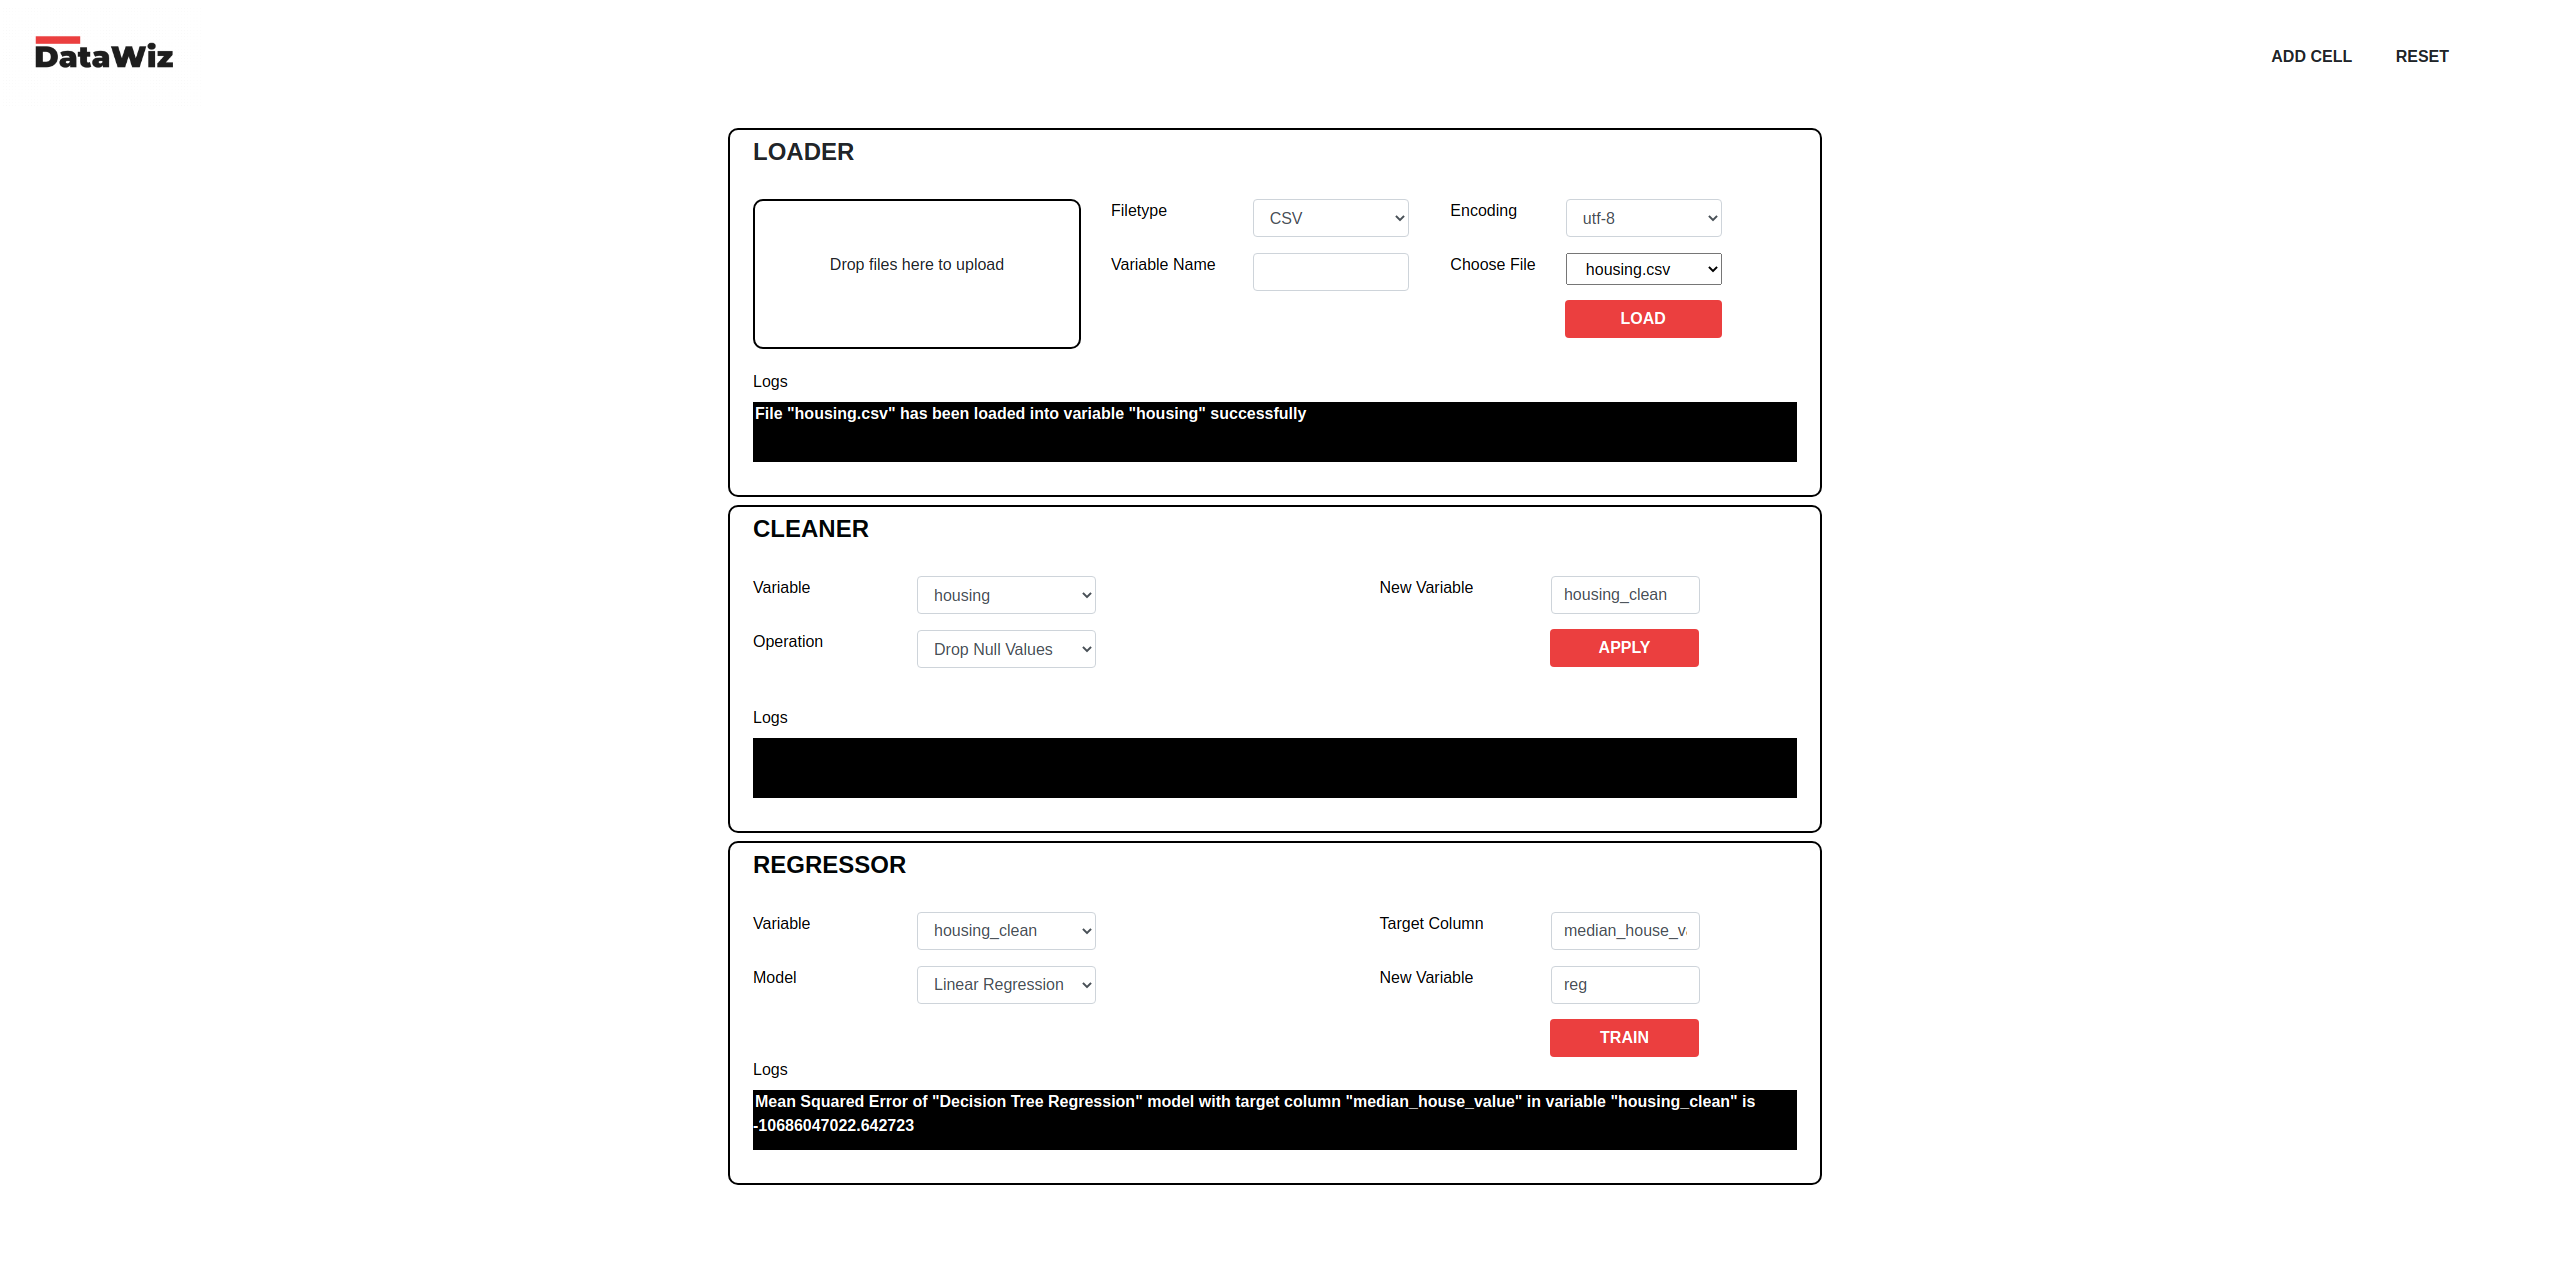 DataWiz
ADD CELL RESET
LOADER
Filetype CSV Encoding utf-8
Drop files here to upload Variable Name Choose File housing.csv
LOAD
Logs
File "housing.csv" has been loaded into variable "housing" successfully
CLEANER
Variable housing New Variable housing_clean
Operation Drop Null Values APPLY
Logs
REGRESSOR
Variable housing_clean Target Column median_house_v
Model Linear Regression New Variable reg
TRAIN
Logs
Mean Squared Error of "Decision Tree Regression" model with target column "median_house_value" in variable "housing_clean" is
-10686047022.642723